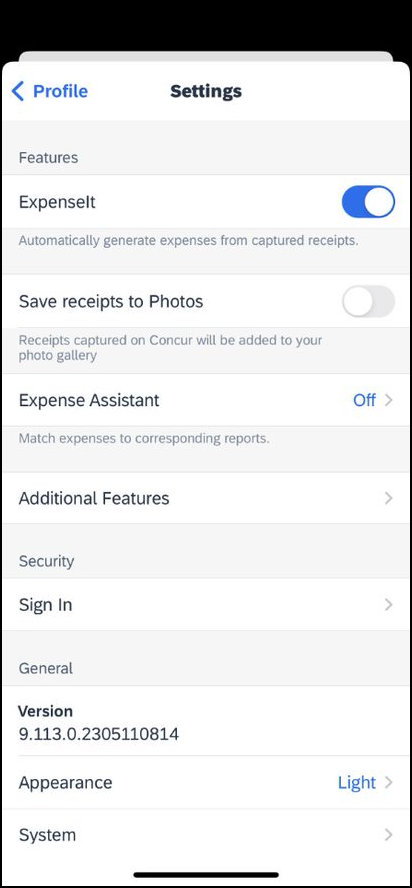 Profile
Settings
Features
ExpenseIt
Automatically generate expenses from captured receipts.
Save receipts to Photos
Receipts captured on Concur will be added to your
photo gallery
Expense Assistant
Off
Match expenses to corresponding reports.
Additional Features
Security
Sign In
General
Version
9.113.0.2305110814
Appearance
Light
System